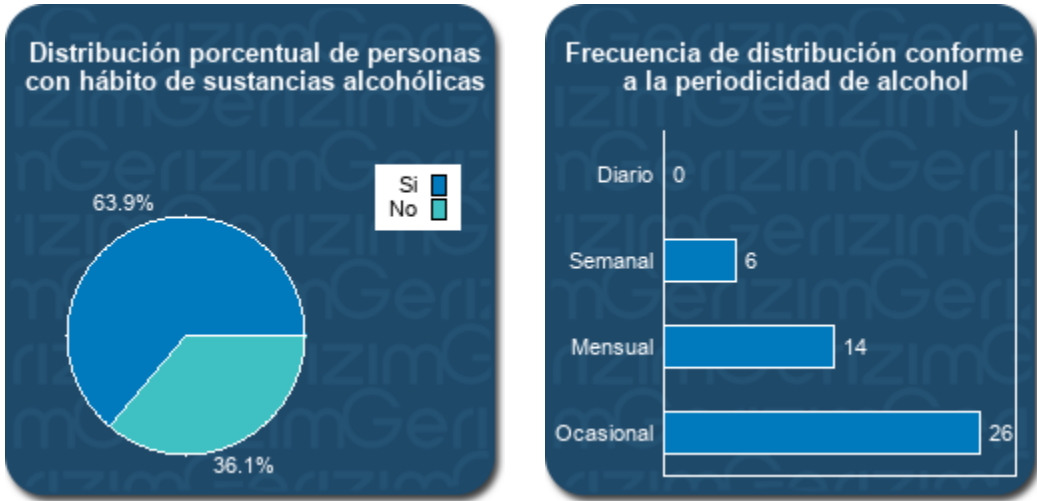 Distribución porcentual de personas
con hábito de sustancias alcohólicas
Si
No
63.9%
36.1%
Frecuencia de distribución conforme
a la periodicidad de alcohol
Diario 0
Semanal 6
Mensual 14
Ocasional 26